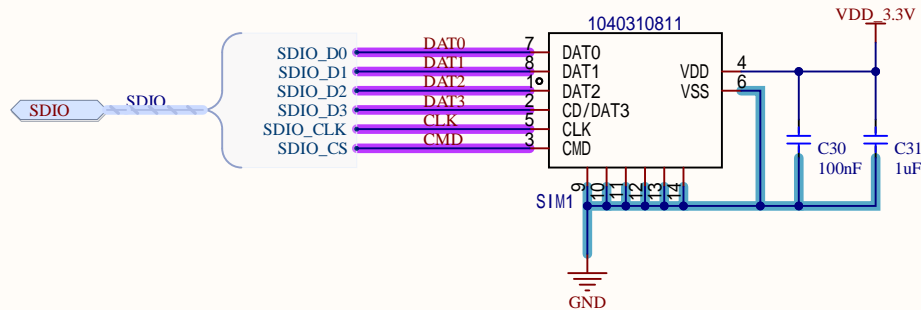 1040310811
VDD_3.3V
SDIO_D0 DAT0 7 DAT0
SDIO_D1 DAT1 8 DAT1 VDD 4
SDIO_D2 DAT2 1 DAT2 VSS 6
SDIO SDIO SDIO_D3 DAT3 2 CD/DAT3
SDIO_CLK CLK 5 CLK
SDIO_CS CMD 3 CMD
C30 C31
100nF 1uF
9 10 11 12 13 14
SIM1
GND